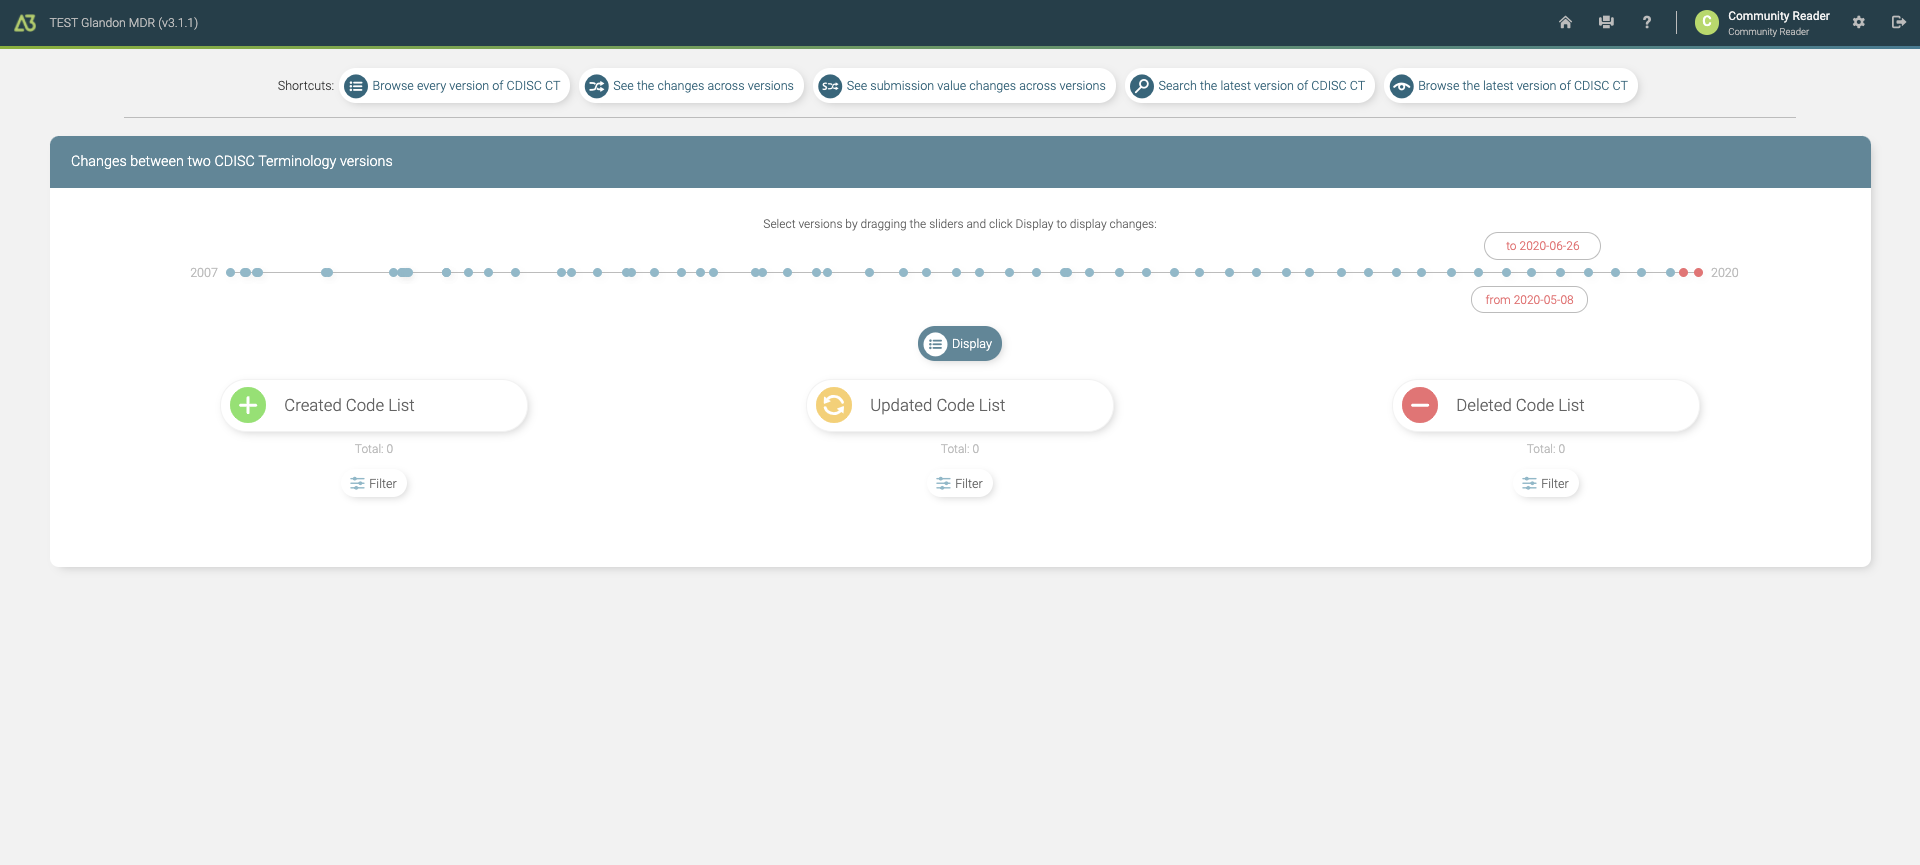 TEST Glandon MDR (v3.1.1)
?
C
Community Reader
Community Reader
Shortcuts:
Browse every version of CDISC CT
See the changes across versions
See submission value changes across versions
Search the latest version of CDISC CT
Browse the latest version of CDISC CT
Changes between two CDISC Terminology versions
Select versions by dragging the sliders and click Display to display changes:
to 2020-06-26
2007
2020
from 2020-05-08
Display
Created Code List
Updated Code List
Deleted Code List
Total: 0
Total: 0
Total: 0
Filter
Filter
Filter